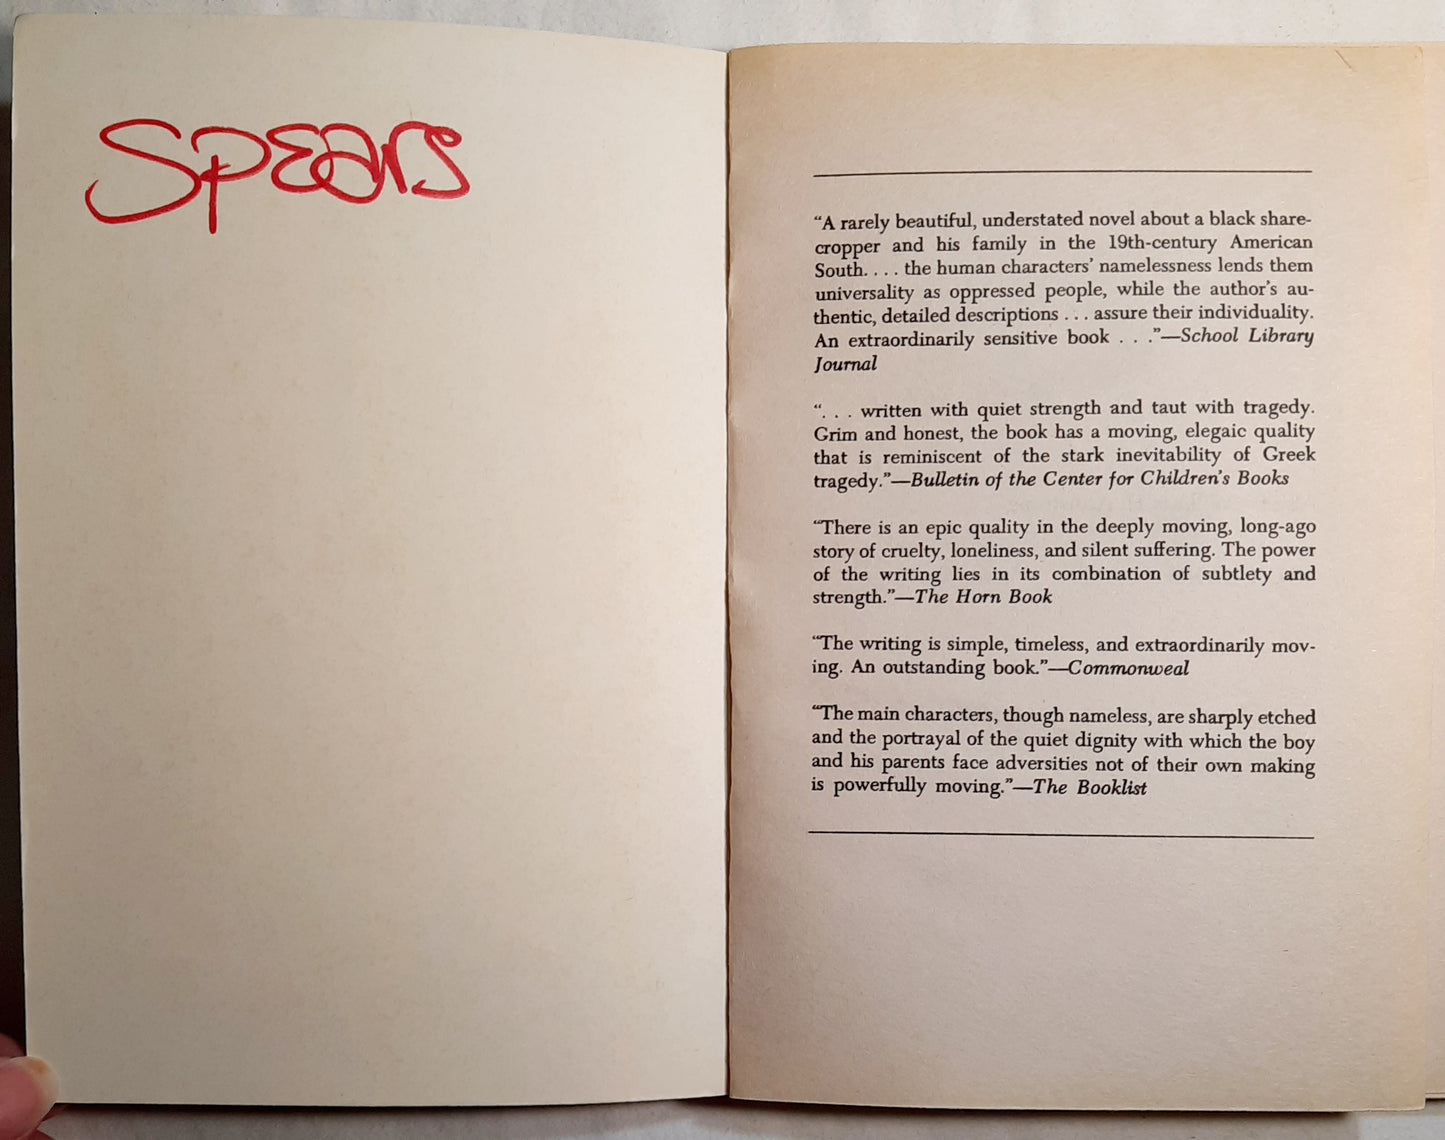 Spears
“A rarely beautiful, understated novel about a black share-
cropper and his family in the 19th-century American
South. . . . the human characters’ namelessness lends them
universality as oppressed people, while the author’s au-
thentic, detailed descriptions . . . assure their individuality.
An extraordinarily sensitive book . . .”—School Library
Journal
“. . . written with quiet strength and taut with tragedy.
Grim and honest, the book has a moving, elegaic quality
that is reminiscent of the stark inevitability of Greek
tragedy.”—Bulletin of the Center for Children’s Books
“There is an epic quality in the deeply moving, long-ago
story of cruelty, loneliness, and silent suffering. The power
of the writing lies in its combination of subtlety and
strength.”—The Horn Book
“The writing is simple, timeless, and extraordinarily mov-
ing. An outstanding book.”—Commonweal
“The main characters, though nameless, are sharply etched
and the portrayal of the quiet dignity with which the boy
and his parents face adversities not of their own making
is powerfully moving.”—The Booklist